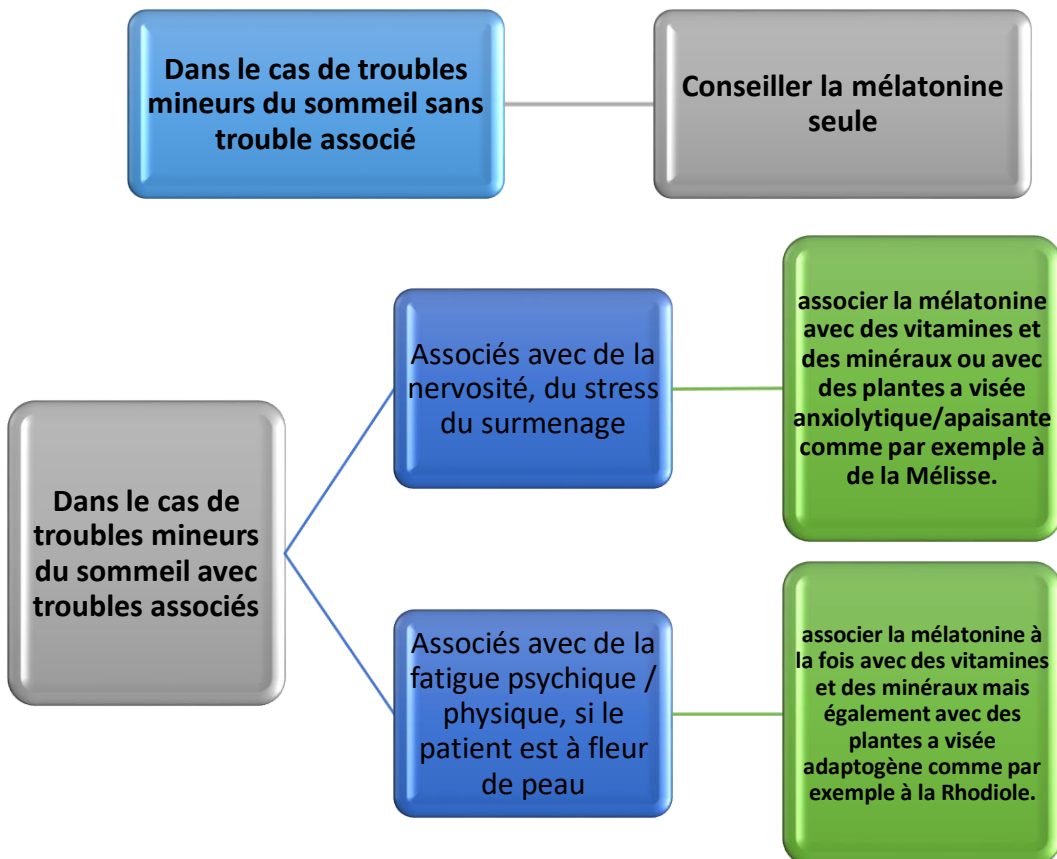 Dans le cas de troubles
mineurs du sommeil sans
trouble associé
Conseiller la mélatonine
seule
Dans le cas de
troubles mineurs
du sommeil avec
troubles associés
Associés avec de la
nervosité, du stress
du surmenage
associer la mélatonine
avec des vitamines et
des minéraux ou avec
des plantes a visée
anxiolytique/apaisante
comme par exemple à
de la Mélisse.
Associés avec de la
fatigue psychique /
physique, si le
patient est à fleur
de peau
associer la mélatonine à
la fois avec des vitamines
et des minéraux mais
également avec des
plantes a visée
adaptogène comme par
exemple à la Rhodiole.